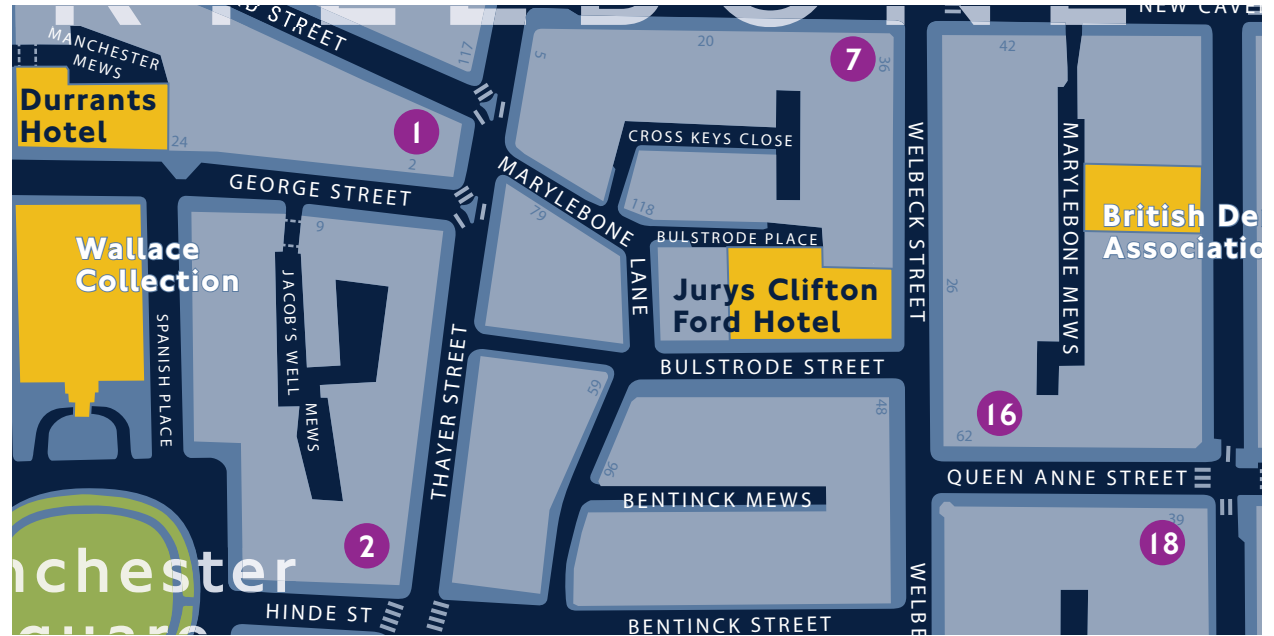 D STREET
NEW CAVE
MANCHESTER
MEWS
117
5
20
7
36
42
Durrants
Hotel
24
1
2
CROSS KEYS CLOSE
GEORGE STREET
MARYLEBONE
LANE
79
118
WELBECK STREET
MARYLEBONE MEWS
British De
Associatio
9
BULSTRODE PLACE
Wallace
Collection
JACOB'S WELL
MEWS
Jurys Clifton
Ford Hotel
26
SPANISH PLACE
THAYER STREET
BULSTRODE STREET
59
48
16
62
96
QUEEN ANNE STREET
BENTINCK MEWS
39
18
2
nchester
quare
HINDE ST
BENTINCK STREET
WELBE